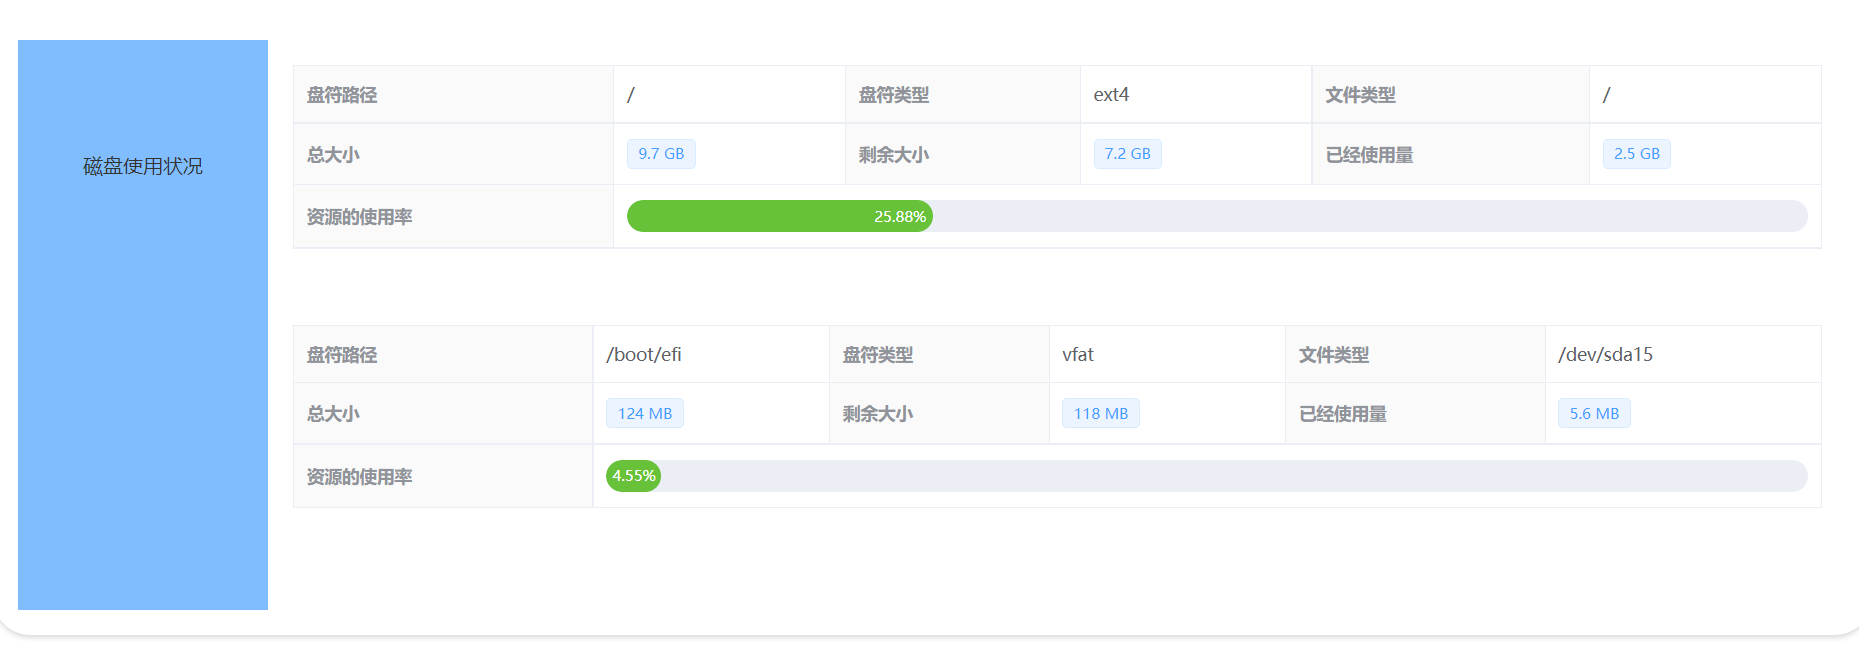 磁盘使用状况
盘符路径 / 盘符类型 ext4 文件类型 /
总大小 9.7 GB 剩余大小 7.2 GB 已经使用量 2.5 GB
资源的使用率 25.88%
盘符路径 /boot/efi 盘符类型 vfat 文件类型 /dev/sda15
总大小 124 MB 剩余大小 118 MB 已经使用量 5.6 MB
资源的使用率 4.55%